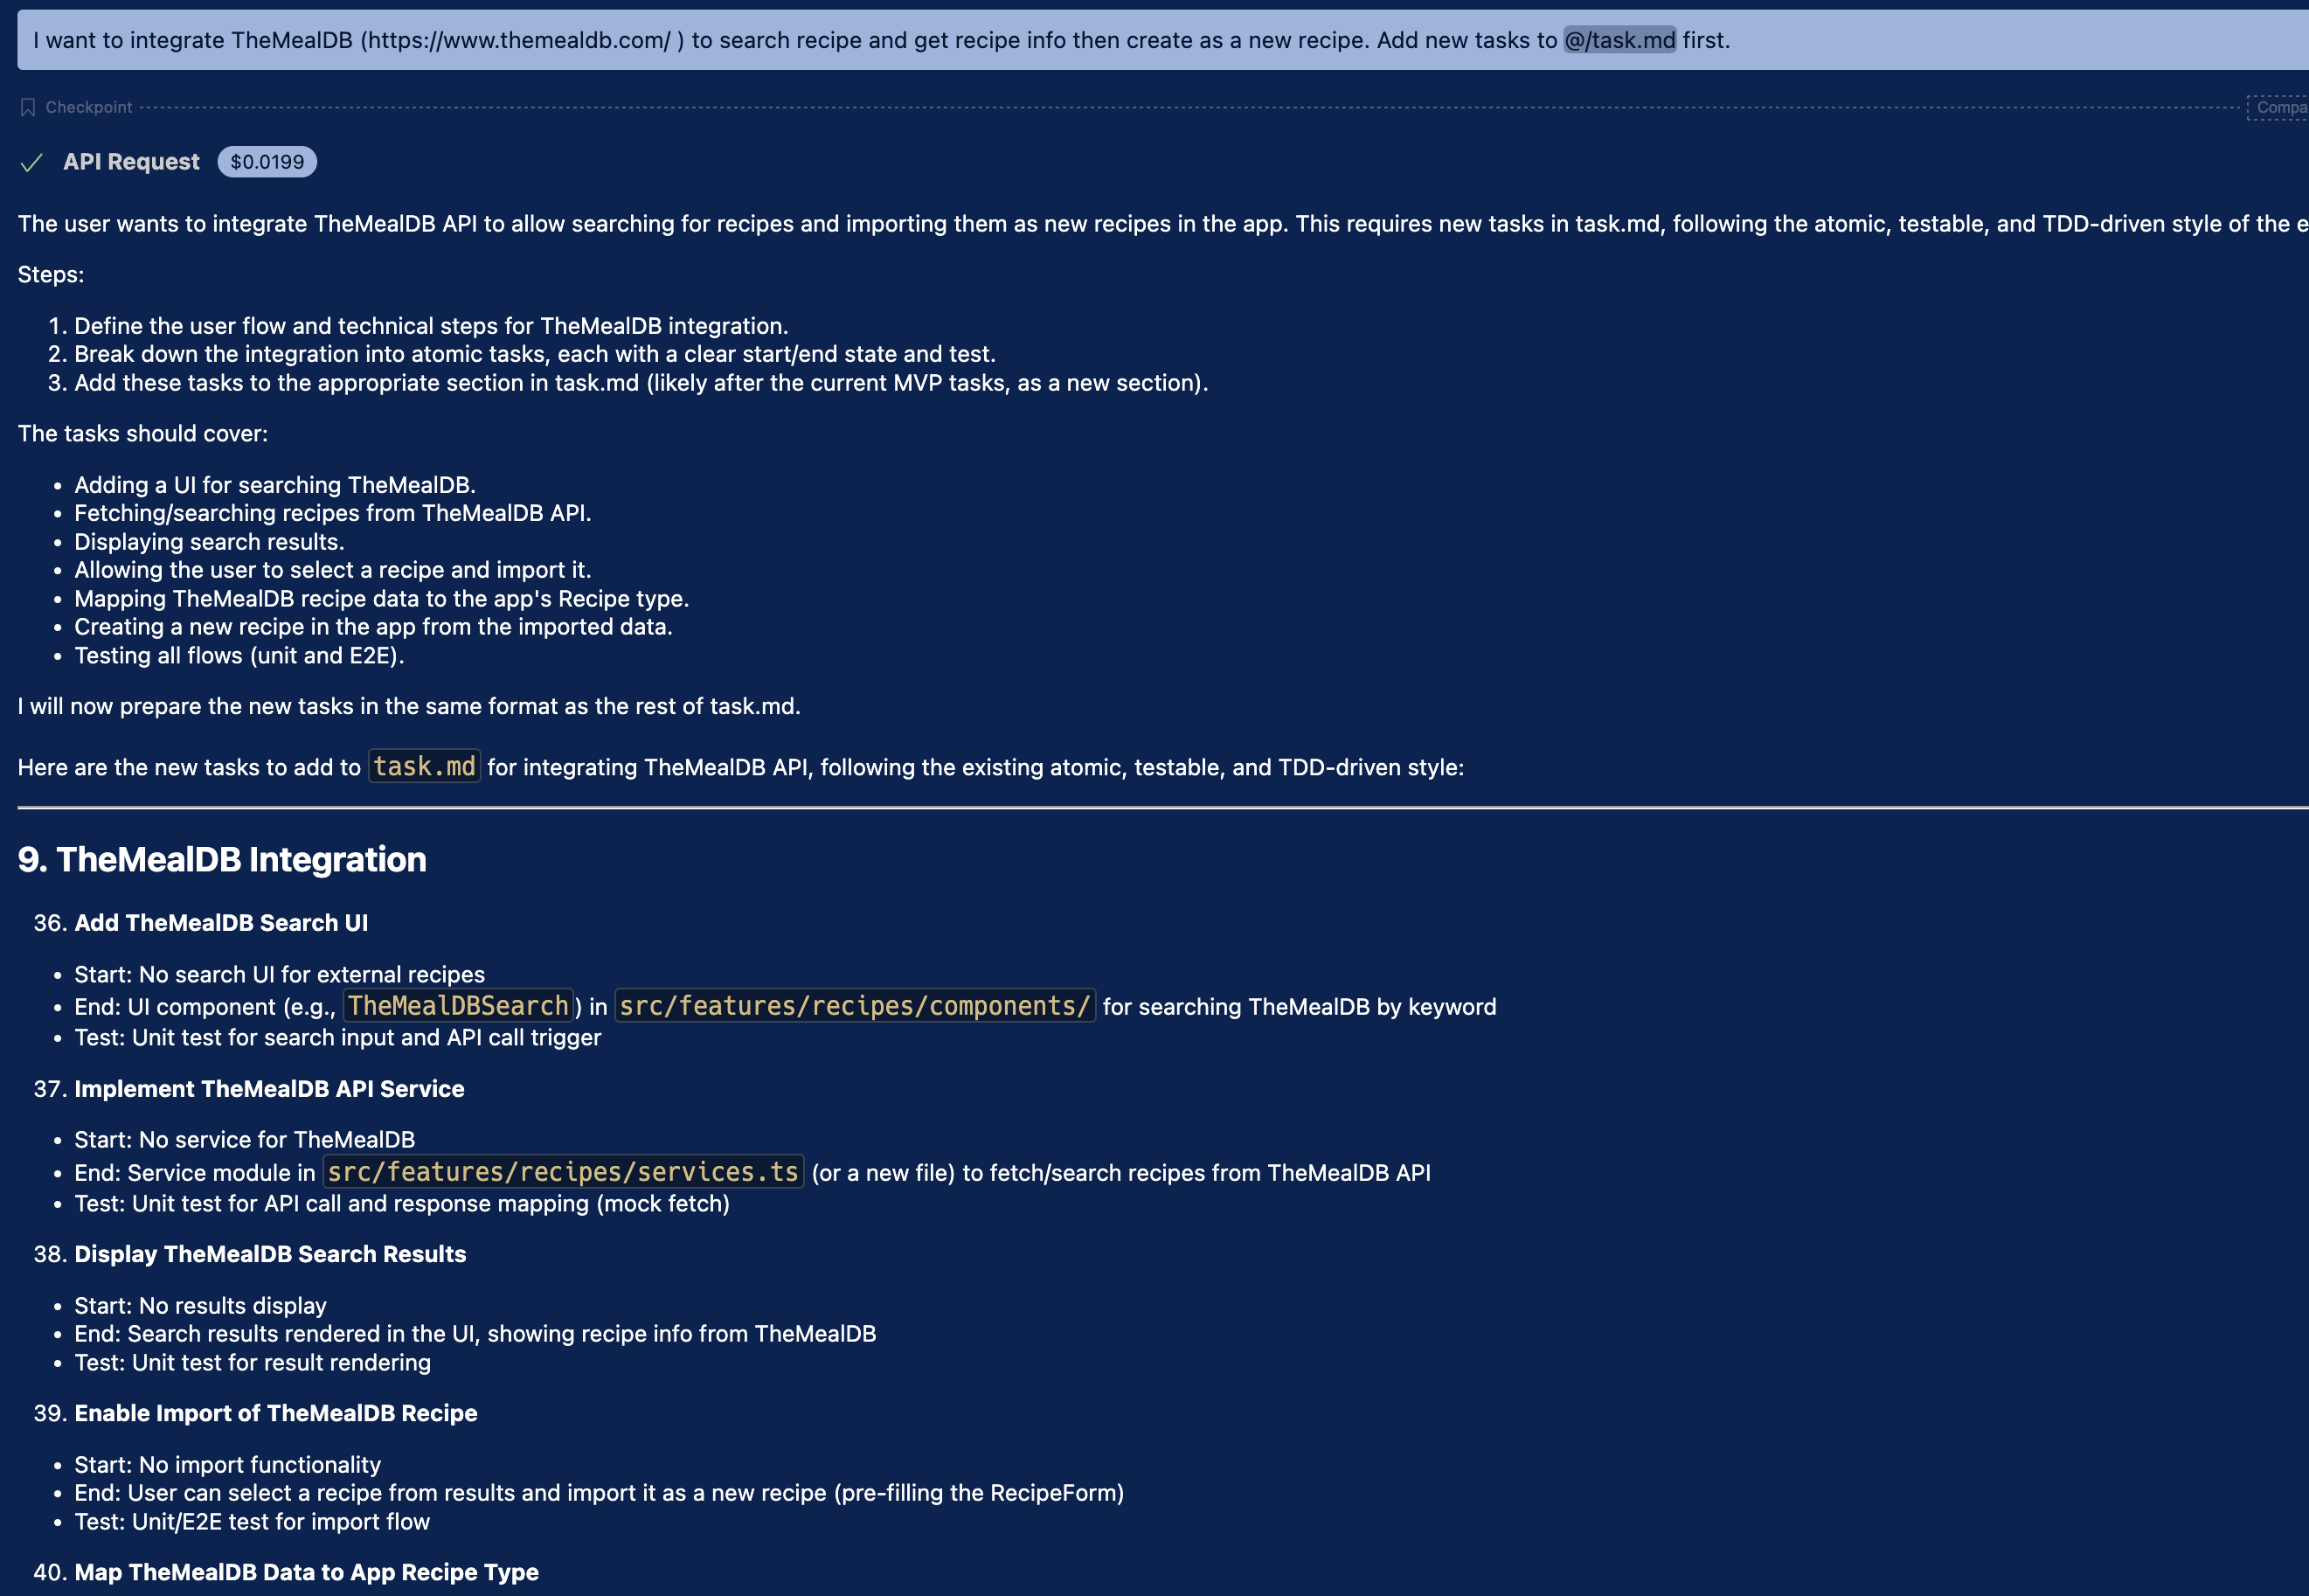 I want to integrate TheMealDB (https://www.themealdb.com/ ) to search recipe and get recipe info then create as a new recipe. Add new tasks to @/task.md first.
Checkpoint
Compa
API Request $0.0199
The user wants to integrate TheMealDB API to allow searching for recipes and importing them as new recipes in the app. This requires new tasks in task.md, following the atomic, testable, and TDD-driven style of the e
Steps:
1. Define the user flow and technical steps for TheMealDB integration.
2. Break down the integration into atomic tasks, each with a clear start/end state and test.
3. Add these tasks to the appropriate section in task.md (likely after the current MVP tasks, as a new section).
The tasks should cover:
• Adding a UI for searching TheMealDB.
• Fetching/searching recipes from TheMealDB API.
• Displaying search results.
• Allowing the user to select a recipe and import it.
• Mapping TheMealDB recipe data to the app's Recipe type.
• Creating a new recipe in the app from the imported data.
• Testing all flows (unit and E2E).
I will now prepare the new tasks in the same format as the rest of task.md.
Here are the new tasks to add to task.md for integrating TheMealDB API, following the existing atomic, testable, and TDD-driven style:
9. TheMealDB Integration
36. Add TheMealDB Search UI
• Start: No search UI for external recipes
• End: UI component (e.g., TheMealDBSearch) in src/features/recipes/components/ for searching TheMealDB by keyword
• Test: Unit test for search input and API call trigger
37. Implement TheMealDB API Service
• Start: No service for TheMealDB
• End: Service module in src/features/recipes/services.ts (or a new file) to fetch/search recipes from TheMealDB API
• Test: Unit test for API call and response mapping (mock fetch)
38. Display TheMealDB Search Results
• Start: No results display
• End: Search results rendered in the UI, showing recipe info from TheMealDB
• Test: Unit test for result rendering
39. Enable Import of TheMealDB Recipe
• Start: No import functionality
• End: User can select a recipe from results and import it as a new recipe (pre-filling the RecipeForm)
• Test: Unit/E2E test for import flow
40. Map TheMealDB Data to App Recipe Type